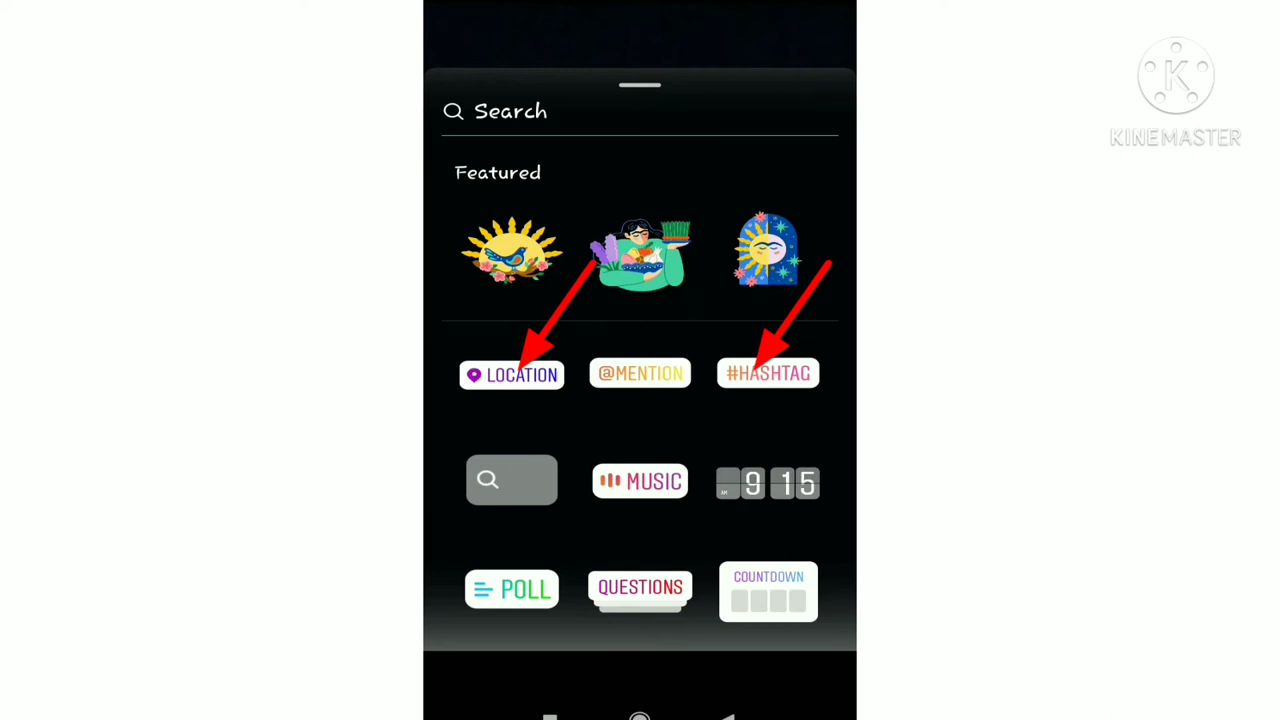 Search
Featured
LOCATION
@MENTION
#HASHTAG
MUSIC
9 15
POLL
QUESTIONS
COUNTDOWN
K
KINEMASTER